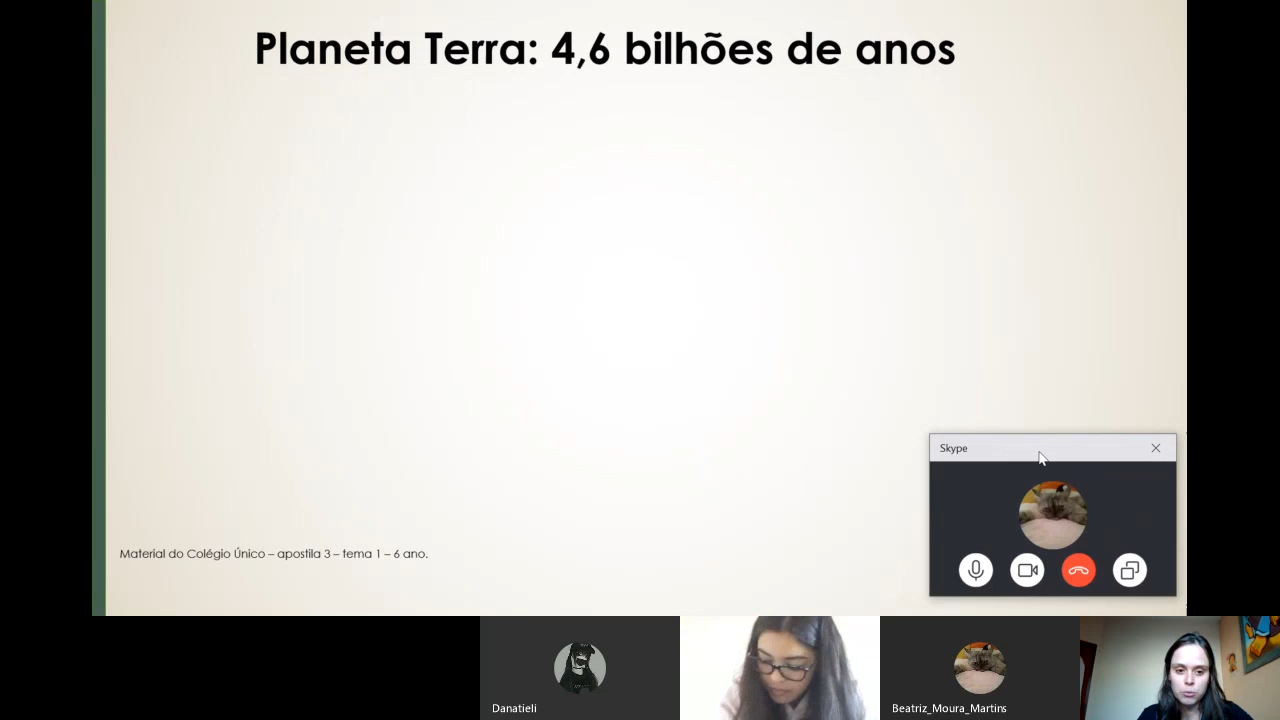 Planeta Terra: 4,6 bilhões de anos
Skype
Material do Colégio Único – apostila 3 – tema 1 – 6 ano.
Danatieli
Beatriz_Moura_Martins